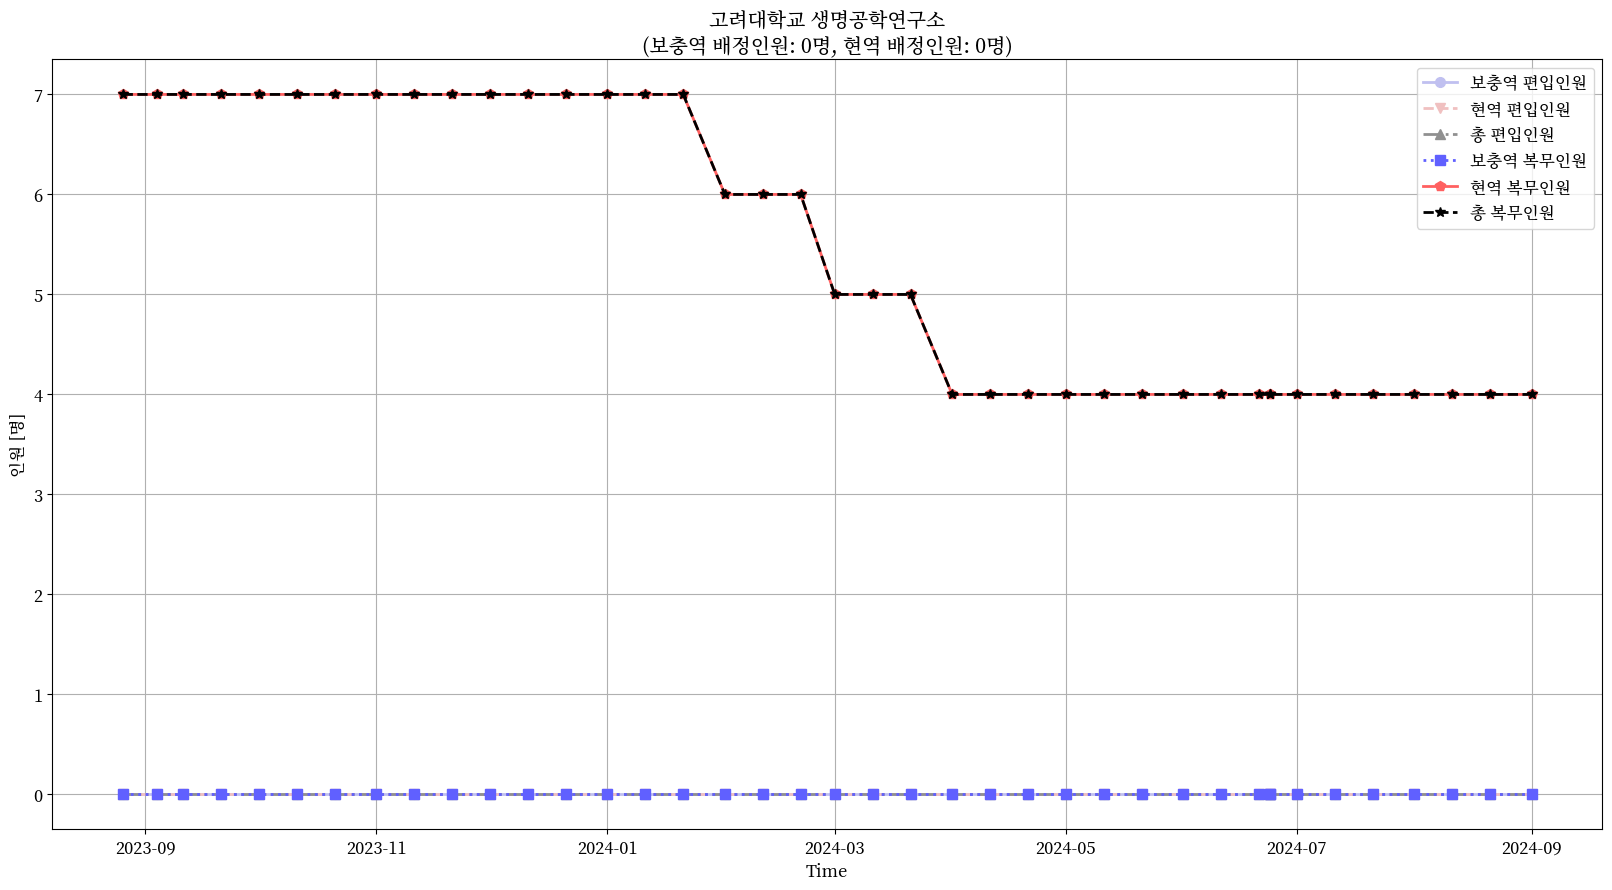 고려대학교 생명공학연구소
(보충역 배정인원: 0명, 현역 배정인원: 0명)
보충역 편입인원
현역 편입인원
총 편입인원
보충역 복무인원
현역 복무인원
총 복무인원
인원 [명]
7
6
5
4
3
2
1
0
2023-09
2023-11
2024-01
2024-03
2024-05
2024-07
2024-09
Time